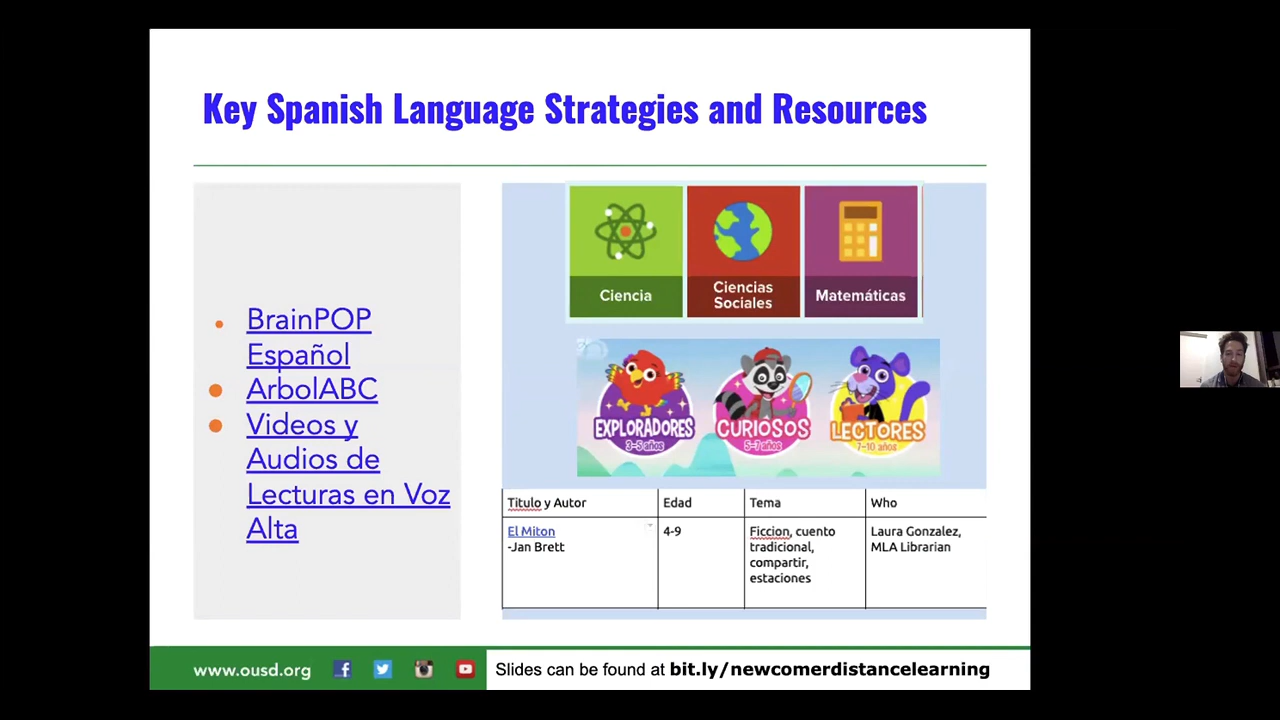 Key Spanish Language Strategies and Resources
BrainPOP
Español
ArbolABC
Videos y
Audios de
Lecturas en Voz
Alta
Ciencia
Ciencias
Sociales
Matemáticas
EXPLORADORES
3-5 años
CURIOSOS
5-7 años
LECTORES
7-10 años
Titulo y Autor Edad Tema Who
El Miton 4-9 Ficcion, cuento Laura Gonzalez,
-Jan Brett tradicional, MLA Librarian
compartir,
estaciones
www.ousd.org
Slides can be found at bit.ly/newcomerdistancelearning